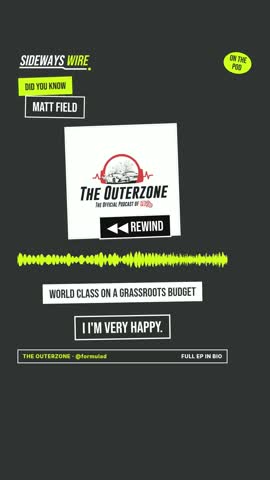 SIDEWAYS WIRE.
ON THE
POD
DID YOU KNOW
MATT FIELD
THE OUTERZONE
THE OFFICIAL PODCAST OF
REWIND
WORLD CLASS ON A GRASSROOTS BUDGET
I I'M VERY HAPPY.
THE OUTERZONE · @formulad
FULL EP IN BIO